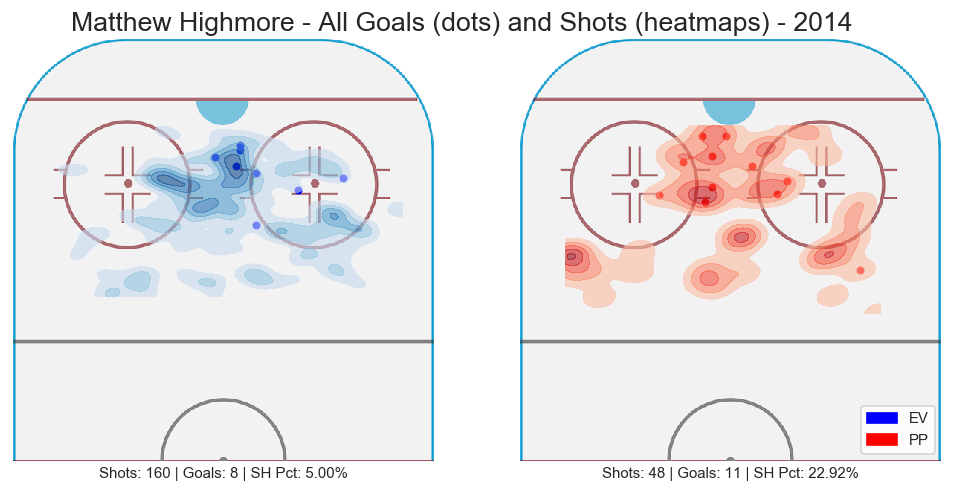 Matthew Highmore - All Goals (dots) and Shots (heatmaps) - 2014
EV
PP
Shots: 160 | Goals: 8 | SH Pct: 5.00%
Shots: 48 | Goals: 11 | SH Pct: 22.92%